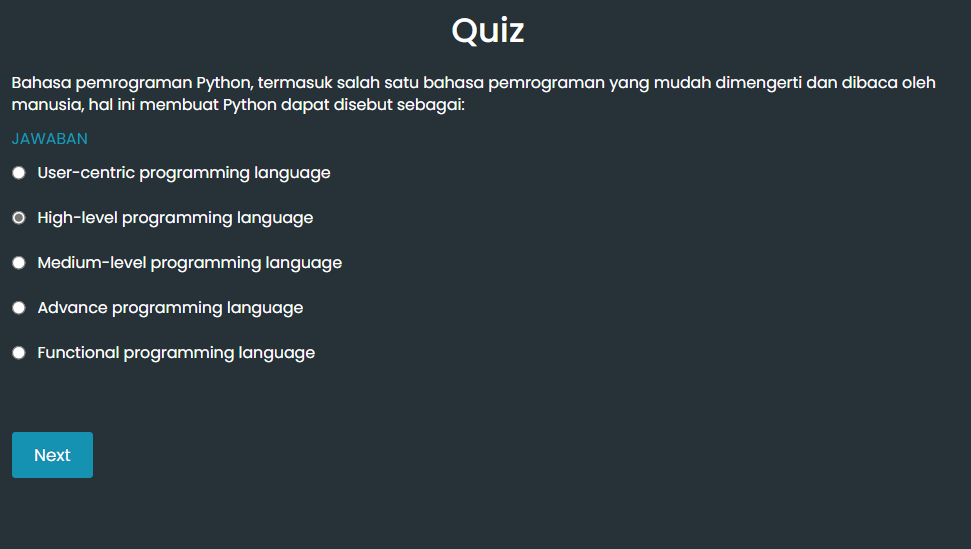 Quiz
Bahasa pemrograman Python, termasuk salah satu bahasa pemrograman yang mudah dimengerti dan dibaca oleh
manusia, hal ini membuat Python dapat disebut sebagai:
JAWABAN
User-centric programming language
High-level programming language
Medium-level programming language
Advance programming language
Functional programming language
Next